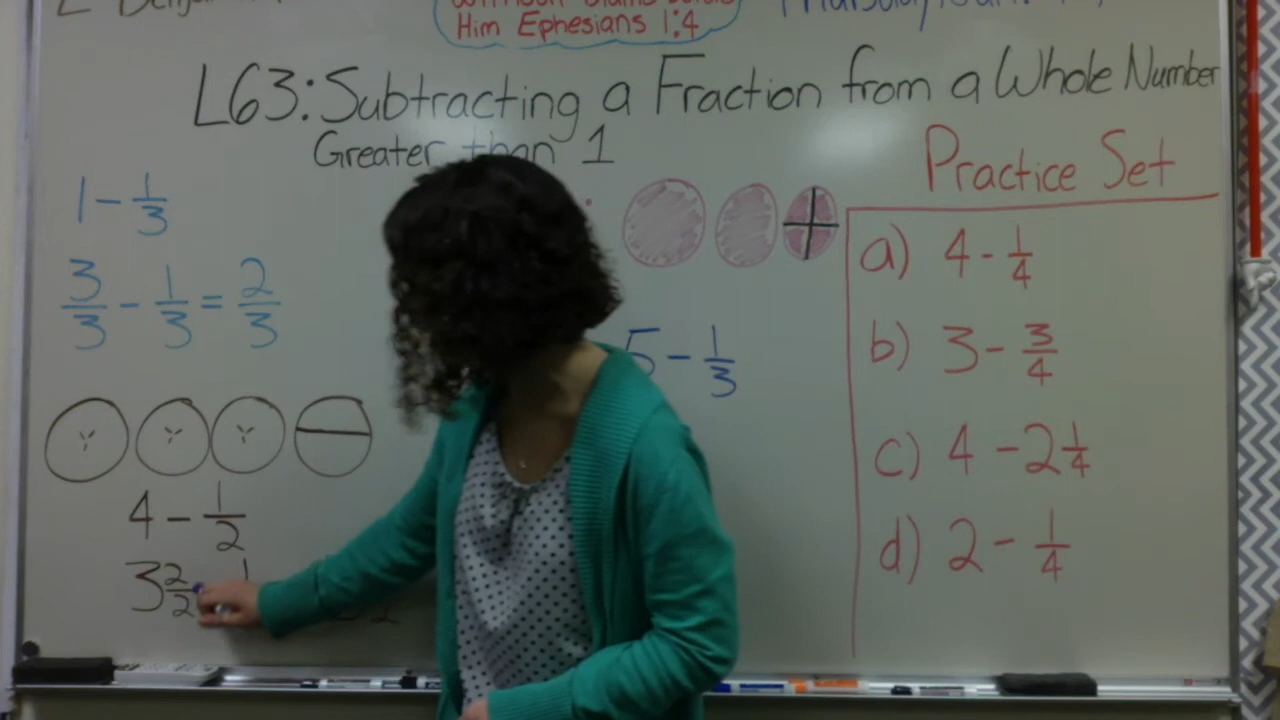 Him Ephesians 1:4
L63: Subtracting a Fraction from a Whole Number
Greater than 1
1 - 1/3
3/3 - 1/3 = 2/3
4 - 1/2
3 2/2
5 - 1/3
Practice Set
a) 4 - 1/4
b) 3 - 3/4
c) 4 - 2 1/4
d) 2 - 1/4